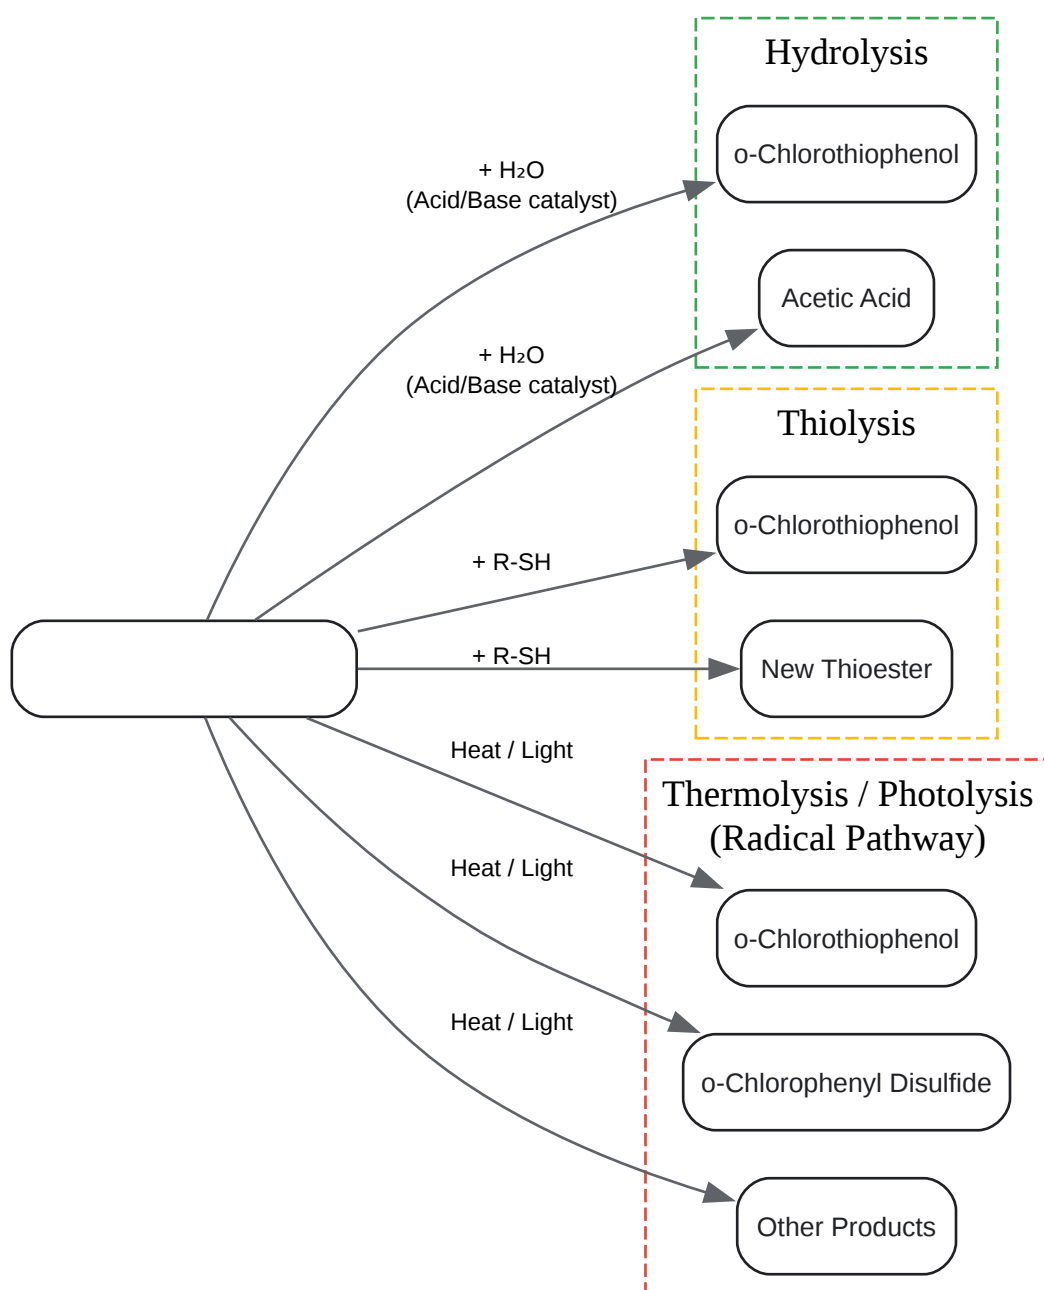 Hydrolysis
o-Chlorothiophenol
+ H₂O
(Acid/Base catalyst)
Acetic Acid
+ H₂O
(Acid/Base catalyst)
Thiolysis
o-Chlorothiophenol
+ R-SH
New Thioester
+ R-SH
Heat / Light
Thermolysis / Photolysis
(Radical Pathway)
Heat / Light
o-Chlorothiophenol
Heat / Light
o-Chlorophenyl Disulfide
Other Products